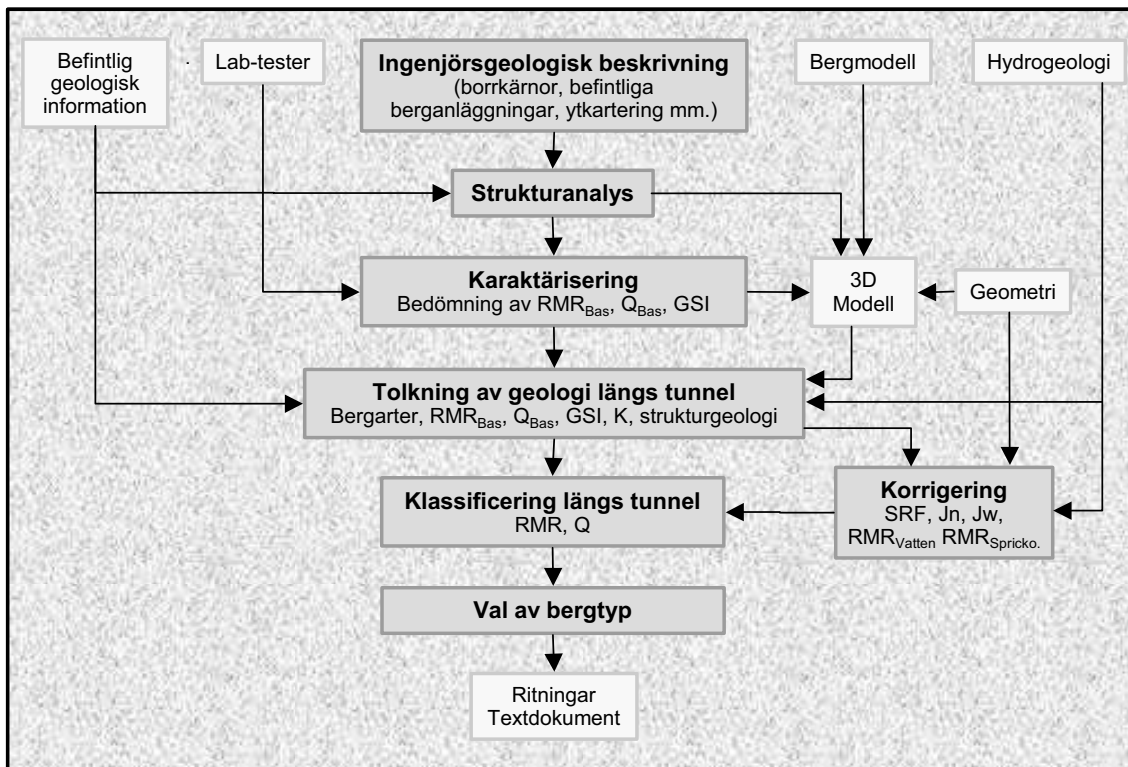 Befintlig
geologisk
information
Lab-tester
Ingenjörsgeologisk beskrivning
(borrkärnor, befintliga
berganläggningar, ytkartering mm.)
Bergmodell
Hydrogeologi
Strukturanalys
Karaktärisering
Bedömning av RMRBas, QBas, GSI
3D
Modell
Geometri
Tolkning av geologi längs tunnel
Bergarter, RMRBas, QBas, GSI, K, strukturgeologi
Klassificering längs tunnel
RMR, Q
Korrigering
SRF, Jn, Jw,
RMRVatten RMRSpricko.
Val av bergtyp
Ritningar
Textdokument